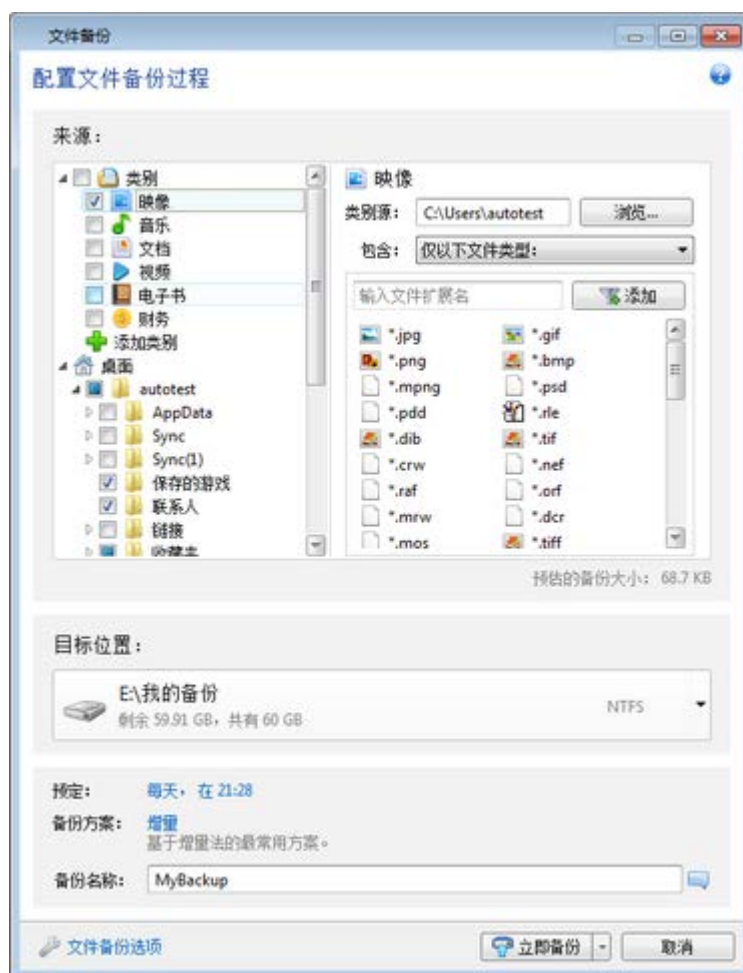 文件备份
配置文件备份过程
来源：
类别
映像
音乐
文档
视频
电子书
财务
添加类别
桌面
autotest
AppData
Sync
Sync(1)
保存的游戏
联系人
链接
收藏夹
映像
类别源： C:\Users\autotest 浏览...
包含： 仅以下文件类型：
输入文件扩展名 添加
*.jpg *.gif
*.png *.bmp
*.mpng *.psd
*.pdd *.rle
*.dib *.tif
*.crw *.nef
*.raf *.orf
*.mrw *.dcr
*.mos *.tiff
预估的备份大小： 68.7 KB
目标位置：
E:\我的备份
剩余 59.91 GB，共有 60 GB NTFS
预定： 每天，在 21:28
备份方案： 增量
基于增量法的最常用方案。
备份名称： MyBackup
文件备份选项 立即备份 取消